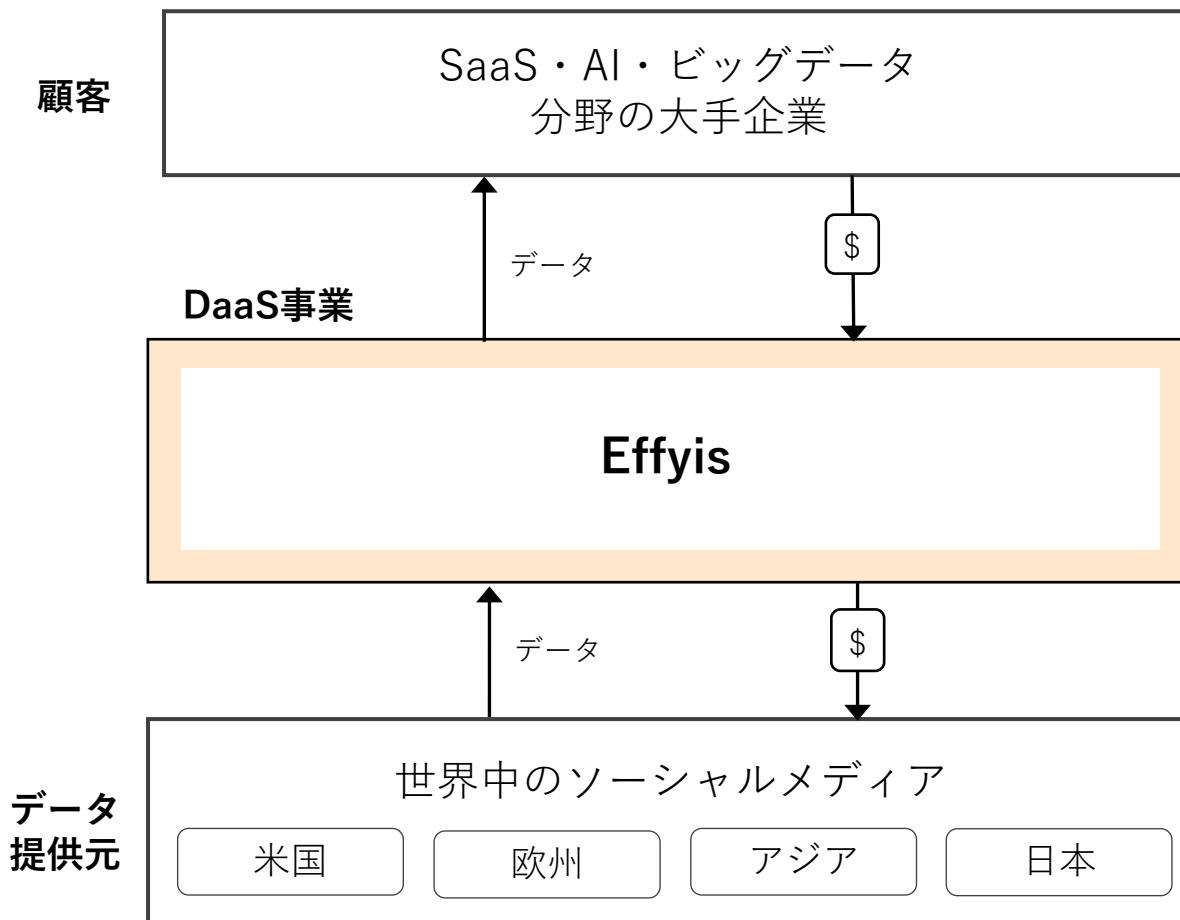 顧客
SaaS・AI・ビッグデータ
分野の大手企業
データ
$
DaaS事業
Effyis
データ
$
データ
提供元
世界中のソーシャルメディア
米国
欧州
アジア
日本